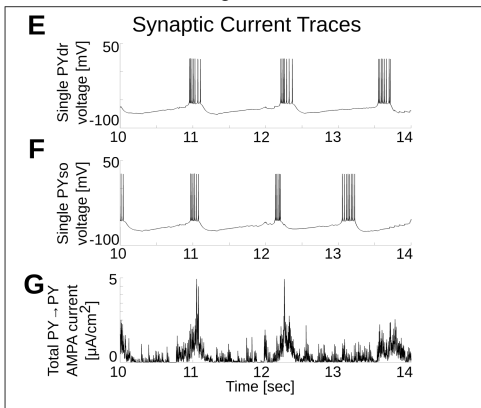 E
Synaptic Current Traces
Single PYdr
voltage [mV]
50
-100
10 11 12 13 14
F
Single PYso
voltage [mV]
50
-100
10 11 12 13 14
G
Total PY→PY
AMPA current
[μA/cm²]
5
0
10 11 12 13 14
Time [sec]